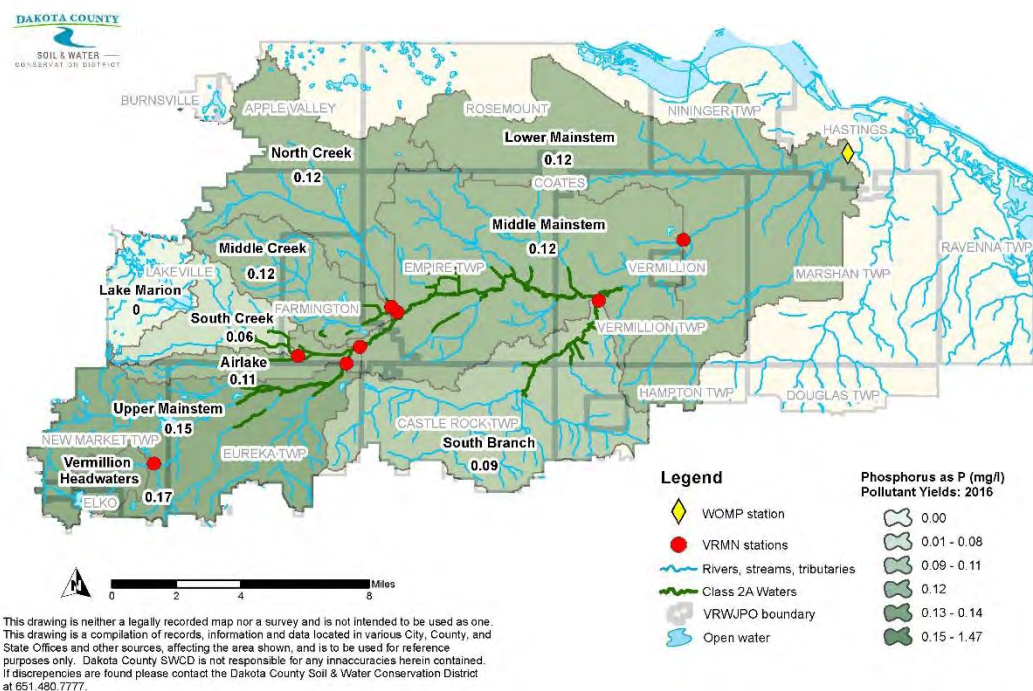 DAKOTA COUNTY
SOIL & WATER
CONSERVATION DISTRICT
BURNSVILLE
APPLE VALLEY
ROSEMOUNT
NININGER TWP
HASTINGS
Lower Mainstem
0.12
North Creek
0.12
COATES
Middle Mainstem
0.12
Middle Creek
0.12
EMPIRE TWP
VERMILLION
MARSHAN TWP
RAVENNA TWP
LAKEVILLE
Lake Marion
0
FARMINGTON
South Creek
0.06
VERMILLION TWP
Airlake
0.11
HAMPTON TWP
DOUGLAS TWP
Upper Mainstem
0.15
CASTLE ROCK TWP
South Branch
0.09
NEW MARKET TWP
EUREKA TWP
Vermillion
Headwaters
0.17
ELKO
Legend
WOMP station
VRMN stations
Rivers, streams, tributaries
Class 2A Waters
VRWJPO boundary
Open water
Phosphorus as P (mg/l)
Pollutant Yields: 2016
0.00
0.01 - 0.08
0.09 - 0.11
0.12
0.13 - 0.14
0.15 - 1.47
N
Miles
0 2 4 8
This drawing is neither a legally recorded map nor a survey and is not intended to be used as one.
This drawing is a compilation of records, information and data located in various City, County, and
State Offices and other sources, affecting the area shown, and is to be used for reference
purposes only. Dakota County SWCD is not responsible for any innaccuracies herein contained.
If discrepencies are found please contact the Dakota County Soil & Water Conservation District
at 651.480.7777.